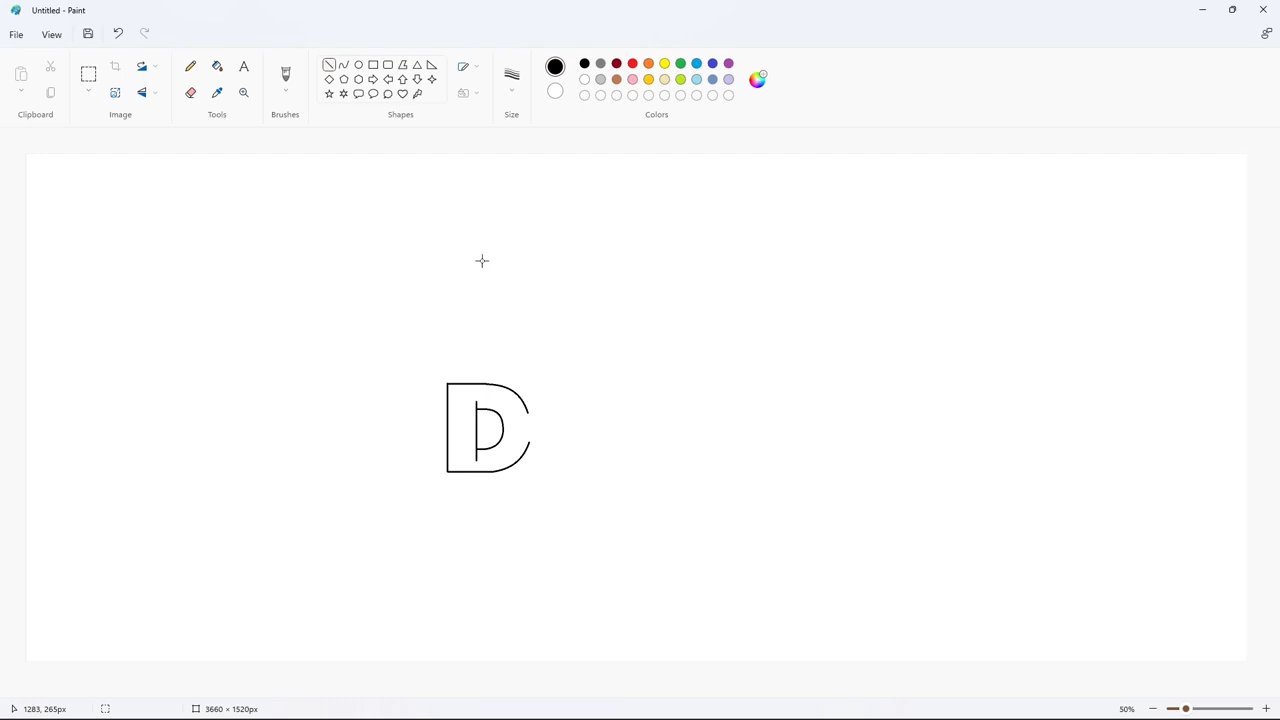 Untitled - Paint
File View
Clipboard Image Tools Brushes Shapes Size Colors
D
1283, 265px 3660 × 1520px 50%